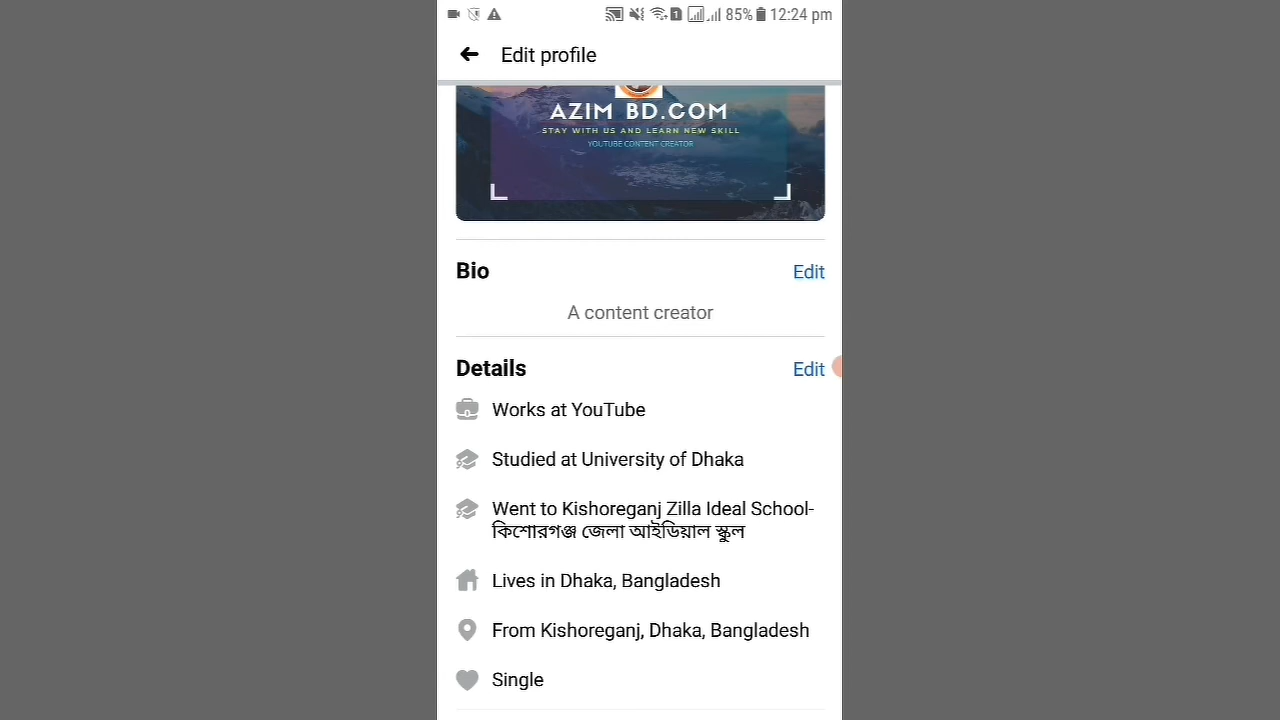 85% 12:24 pm
Edit profile
AZIM BD.COM
STAY WITH US AND LEARN NEW SKILL
YOUTUBE CONTENT CREATOR
Bio Edit
A content creator
Details Edit
Works at YouTube
Studied at University of Dhaka
Went to Kishoreganj Zilla Ideal School-
কিশোরগঞ্জ জেলা আইডিয়াল স্কুল
Lives in Dhaka, Bangladesh
From Kishoreganj, Dhaka, Bangladesh
Single